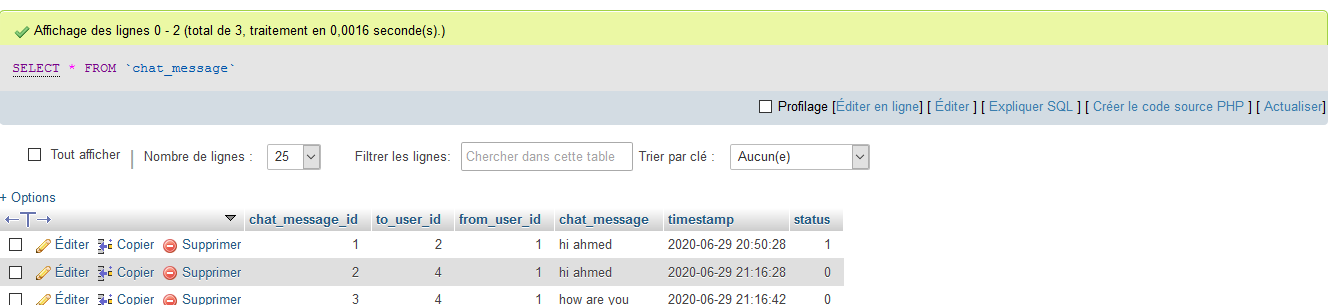 Affichage des lignes 0 - 2 (total de 3, traitement en 0,0016 seconde(s).)
SELECT * FROM `chat_message`
Profilage [Éditer en ligne] [ Éditer ] [ Expliquer SQL ] [ Créer le code source PHP ] [ Actualiser]
Tout afficher | Nombre de lignes : 25 Filtrer les lignes: Chercher dans cette table Trier par clé : Aucun(e)
+ Options
←T→ chat_message_id to_user_id from_user_id chat_message timestamp status
Éditer Copier Supprimer 1 2 1 hi ahmed 2020-06-29 20:50:28 1
Éditer Copier Supprimer 2 4 1 hi ahmed 2020-06-29 21:16:28 0
Éditer Copier Supprimer 3 4 1 how are you 2020-06-29 21:16:42 0